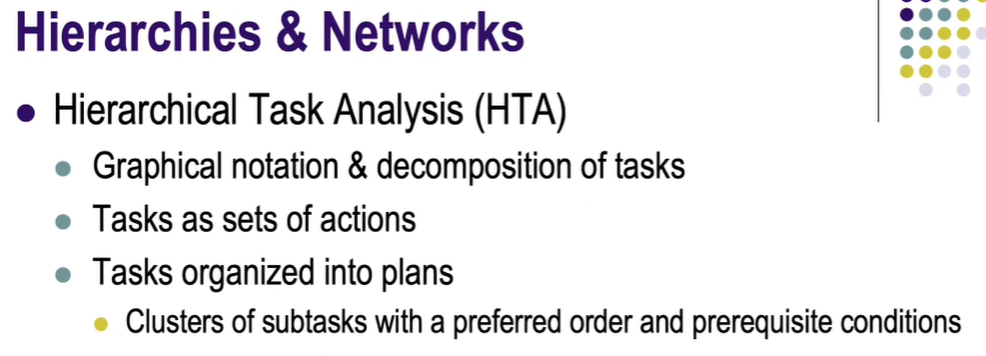 Hierarchies & Networks
Hierarchical Task Analysis (HTA)
Graphical notation & decomposition of tasks
Tasks as sets of actions
Tasks organized into plans
Clusters of subtasks with a preferred order and prerequisite conditions